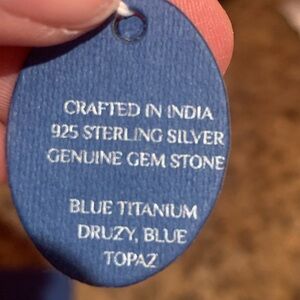 CRAFTED IN INDIA
925 STERLING SILVER
GENUINE GEM STONE
BLUE TITANIUM
DRUZY, BLUE
TOPAZ